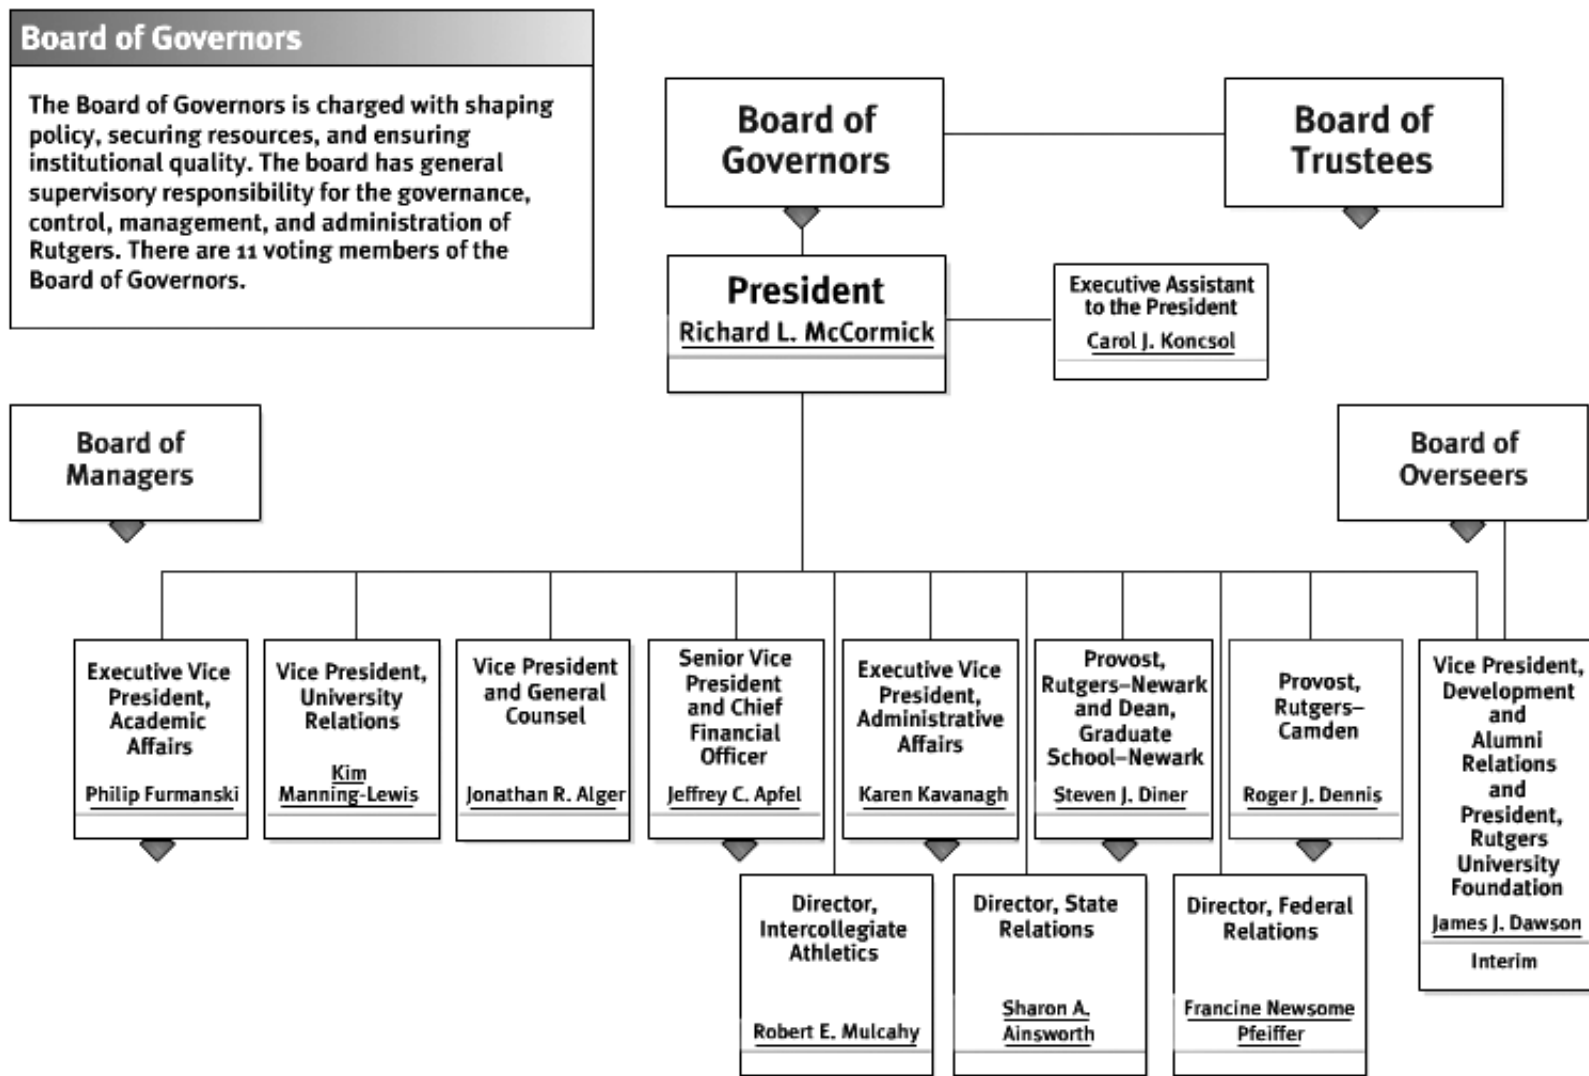 Board of Governors
The Board of Governors is charged with shaping
policy, securing resources, and ensuring
institutional quality. The board has general
supervisory responsibility for the governance,
control, management, and administration of
Rutgers. There are 11 voting members of the
Board of Governors.
Board of
Governors
Board of
Trustees
President
Richard L. McCormick
Executive Assistant
to the President
Carol J. Koncsol
Board of
Managers
Board of
Overseers
Executive Vice
President,
Academic
Affairs
Philip Furmanski
Vice President,
University
Relations
Kim
Manning-Lewis
Vice President
and General
Counsel
Jonathan R. Alger
Senior Vice
President
and Chief
Financial
Officer
Jeffrey C. Apfel
Executive Vice
President,
Administrative
Affairs
Karen Kavanagh
Provost,
Rutgers–Newark
and Dean,
Graduate
School–Newark
Steven J. Diner
Provost,
Rutgers–
Camden
Roger J. Dennis
Vice President,
Development
and
Alumni
Relations
and
President,
Rutgers
University
Foundation
James J. Dawson
Interim
Director,
Intercollegiate
Athletics
Robert E. Mulcahy
Director, State
Relations
Sharon A.
Ainsworth
Director, Federal
Relations
Francine Newsome
Pfeiffer